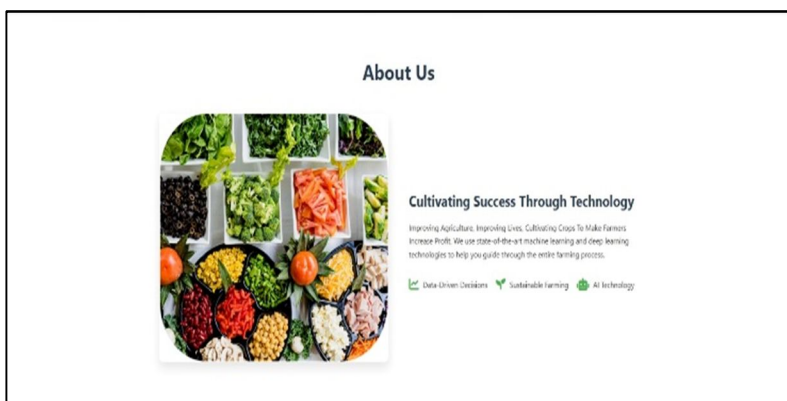 About Us
Cultivating Success Through Technology
Improving Agriculture, Improving Lives, Cultivating Crops To Make Farmers
Increase Profit. We use state-of-the-art machine learning and deep learning
technologies to help you guide through the entire farming process.
Data-Driven Decisions Sustainable Farming AI Technology